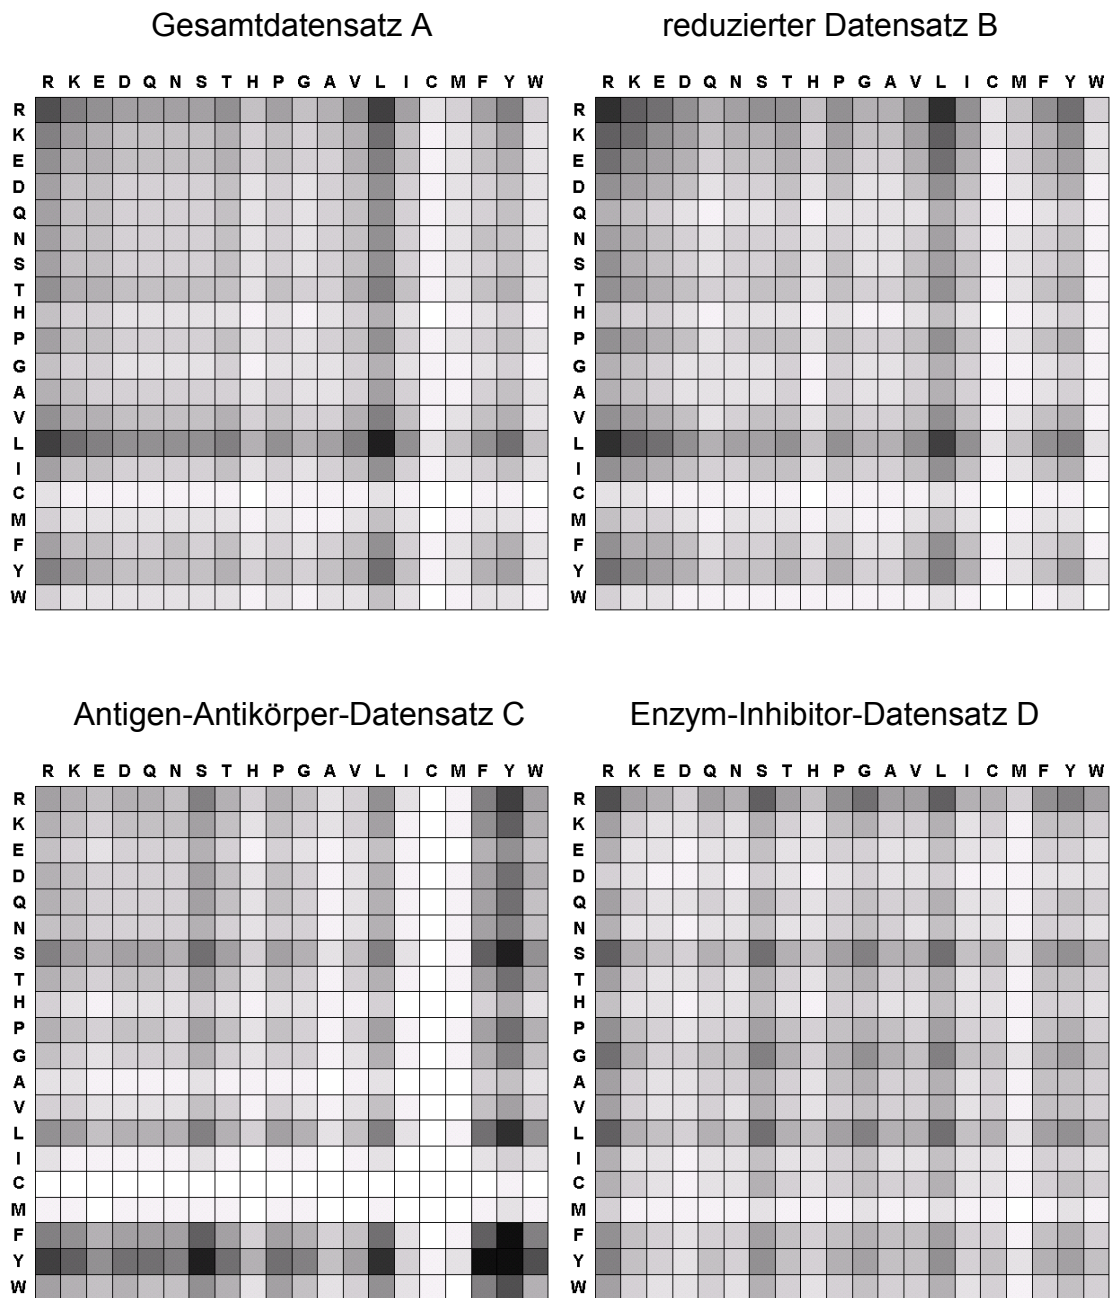 Gesamtdatensatz A
R K E D Q N S T H P G A V L I C M F Y W
R
K
E
D
Q
N
S
T
H
P
G
A
V
L
I
C
M
F
Y
W
reduzierter Datensatz B
R K E D Q N S T H P G A V L I C M F Y W
R
K
E
D
Q
N
S
T
H
P
G
A
V
L
I
C
M
F
Y
W
Antigen-Antikörper-Datensatz C
R K E D Q N S T H P G A V L I C M F Y W
R
K
E
D
Q
N
S
T
H
P
G
A
V
L
I
C
M
F
Y
W
Enzym-Inhibitor-Datensatz D
R K E D Q N S T H P G A V L I C M F Y W
R
K
E
D
Q
N
S
T
H
P
G
A
V
L
I
C
M
F
Y
W